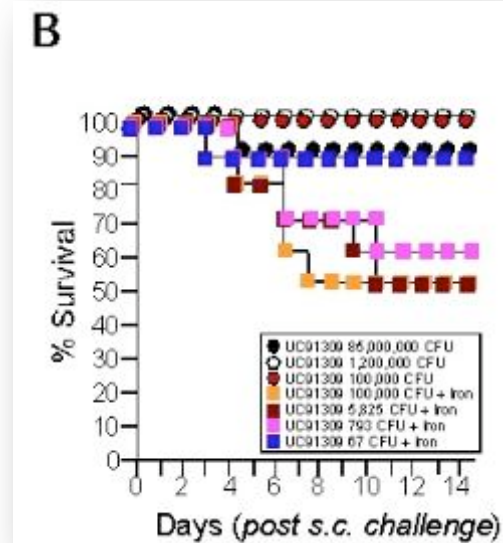 B
100
90
80
70
60
50
40
30
20
10
0
% Survival
UC91309 86,000,000 CFU
UC91309 1,200,000 CFU
UC91309 100,000 CFU
UC91309 100,000 CFU + Iron
UC91309 5,825 CFU + Iron
UC91309 793 CFU + Iron
UC91309 67 CFU + Iron
0 2 4 6 8 10 12 14
Days (post s.c. challenge)